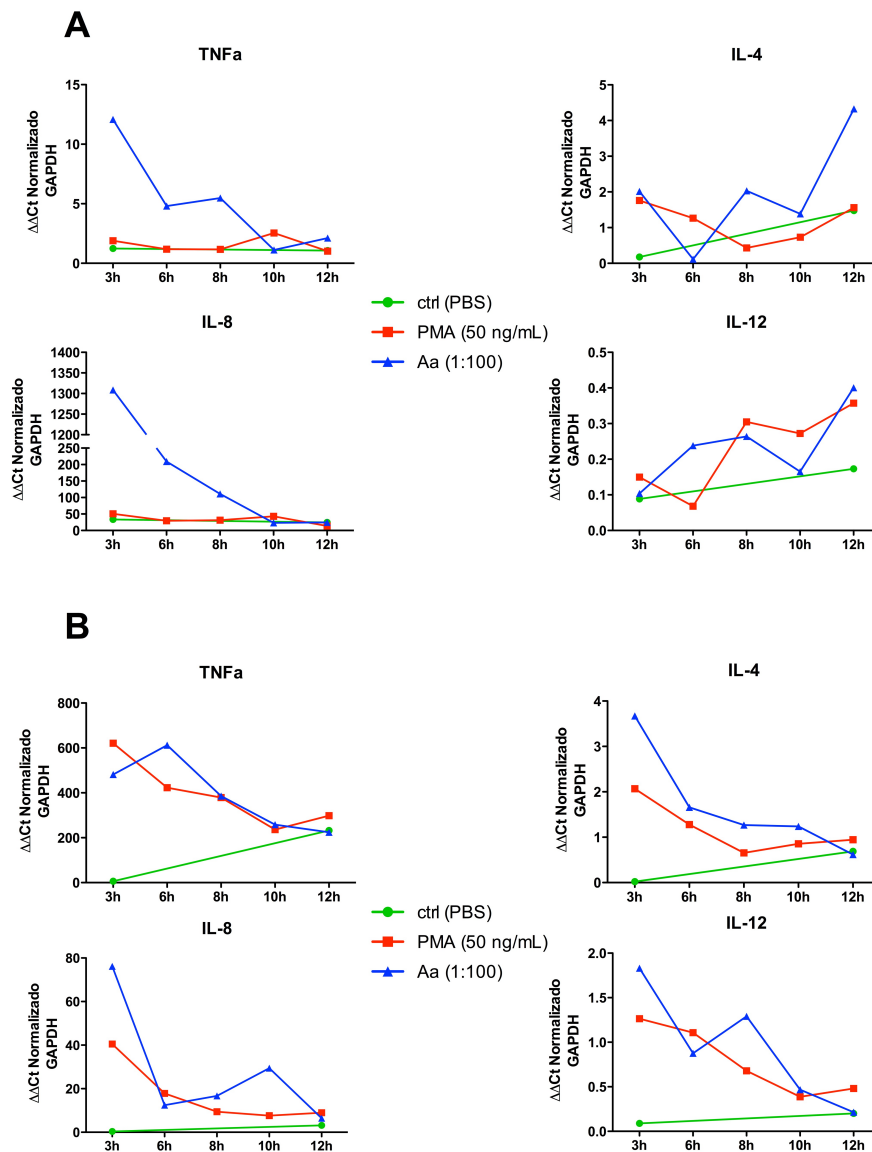 A
TNFa
ΔΔCt Normalizado
GAPDH
15
10
5
0
3h 6h 8h 10h 12h
IL-4
ΔΔCt Normalizado
GAPDH
5
4
3
2
1
0
3h 6h 8h 10h 12h
ctrl (PBS)
PMA (50 ng/mL)
Aa (1:100)
IL-8
ΔΔCt Normalizado
GAPDH
1400
1300
1200
250
200
150
100
50
0
3h 6h 8h 10h 12h
IL-12
ΔΔCt Normalizado
GAPDH
0.5
0.4
0.3
0.2
0.1
0.0
3h 6h 8h 10h 12h
B
TNFa
ΔΔCt Normalizado
GAPDH
800
600
400
200
0
3h 6h 8h 10h 12h
IL-4
ΔΔCt Normalizado
GAPDH
4
3
2
1
0
3h 6h 8h 10h 12h
ctrl (PBS)
PMA (50 ng/mL)
Aa (1:100)
IL-8
ΔΔCt Normalizado
GAPDH
80
60
40
20
0
3h 6h 8h 10h 12h
IL-12
ΔΔCt Normalizado
GAPDH
2.0
1.5
1.0
0.5
0.0
3h 6h 8h 10h 12h